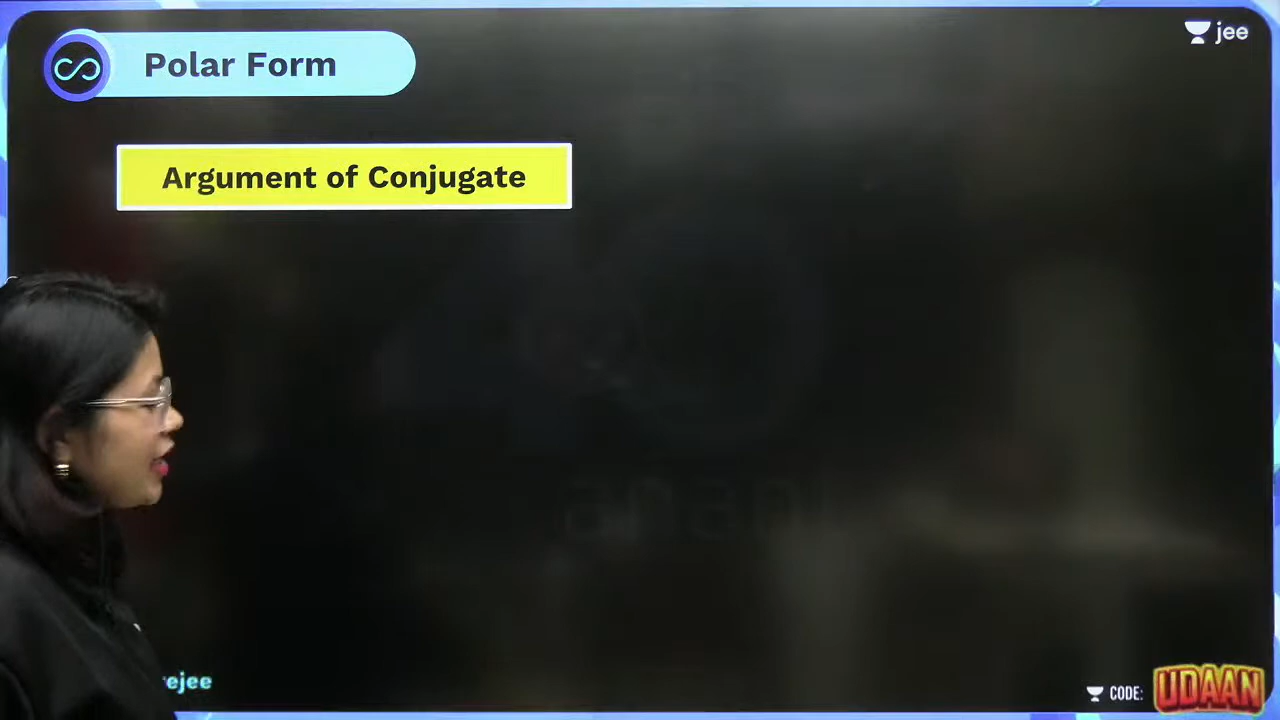 Polar Form
jee
Argument of Conjugate
ejee
CODE:
UDAAN